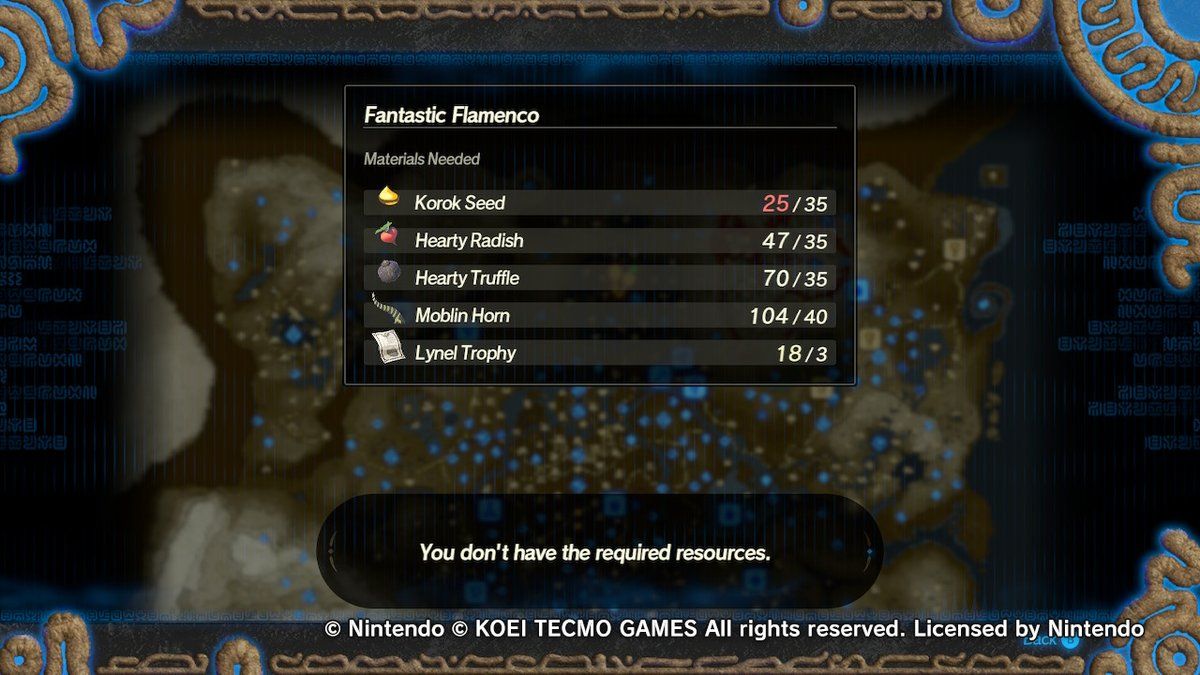 Fantastic Flamenco
Materials Needed
Korok Seed 25/35
Hearty Radish 47/35
Hearty Truffle 70/35
Moblin Horn 104/40
Lynel Trophy 18/3
You don't have the required resources.
© Nintendo © KOEI TECMO GAMES All rights reserved. Licensed by Nintendo
Back B